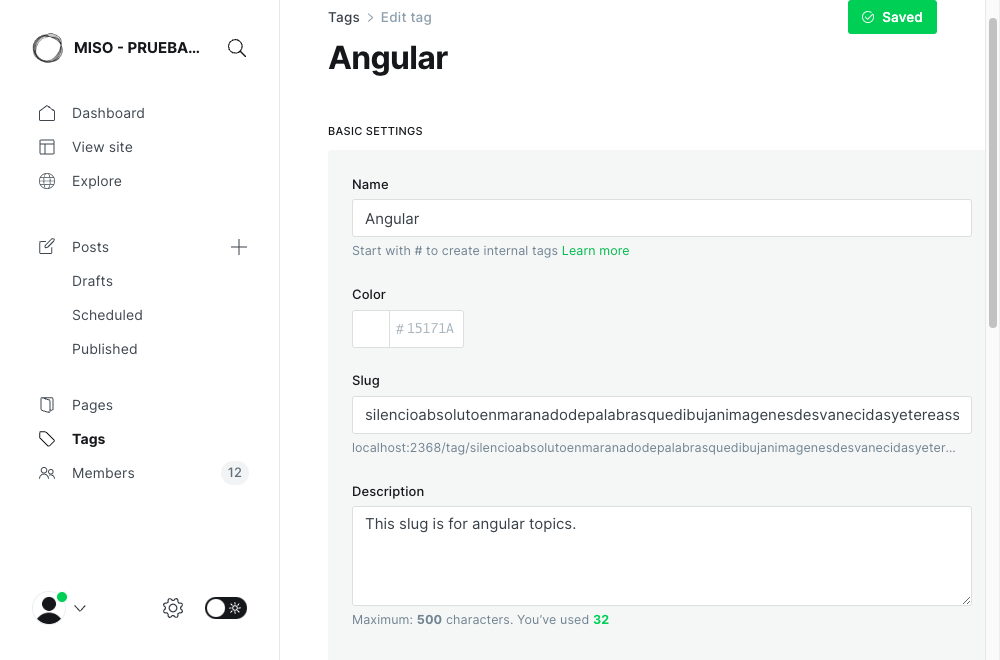 MISO - PRUEBA...
Dashboard
View site
Explore
Posts
Drafts
Scheduled
Published
Pages
Tags
Members
12
Tags > Edit tag
Saved
Angular
BASIC SETTINGS
Name
Angular
Start with # to create internal tags Learn more
Color
# 15171A
Slug
silencioabsolutoenmaranadodepalabrasquedibujanimagenesdesvanecidasyetereass
localhost:2368/tag/silencioabsolutoenmaranadodepalabrasquedibujanimagenesdesvanecidasyeter...
Description
This slug is for angular topics.
Maximum: 500 characters. You've used 32